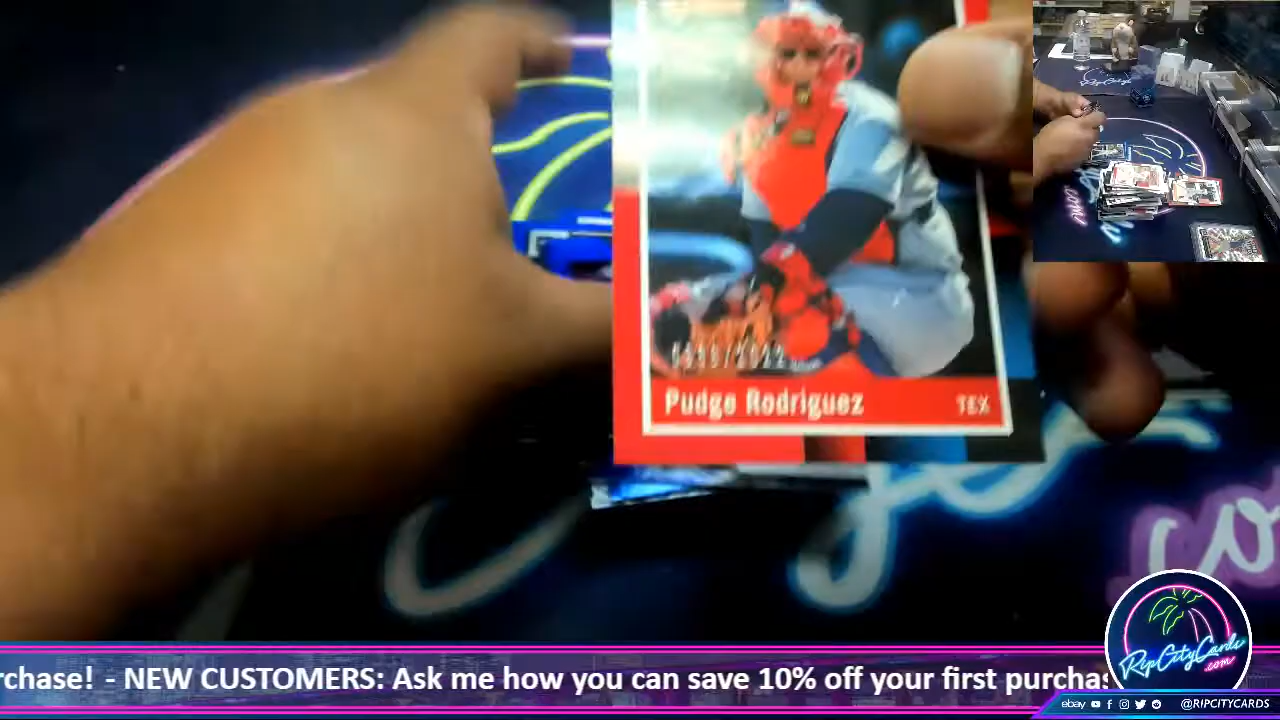 Pudge Rodriguez TEX
rchase! - NEW CUSTOMERS: Ask me how you can save 10% off your first purcha
RipCityCards
.com
ebay @RIPCITYCARDS